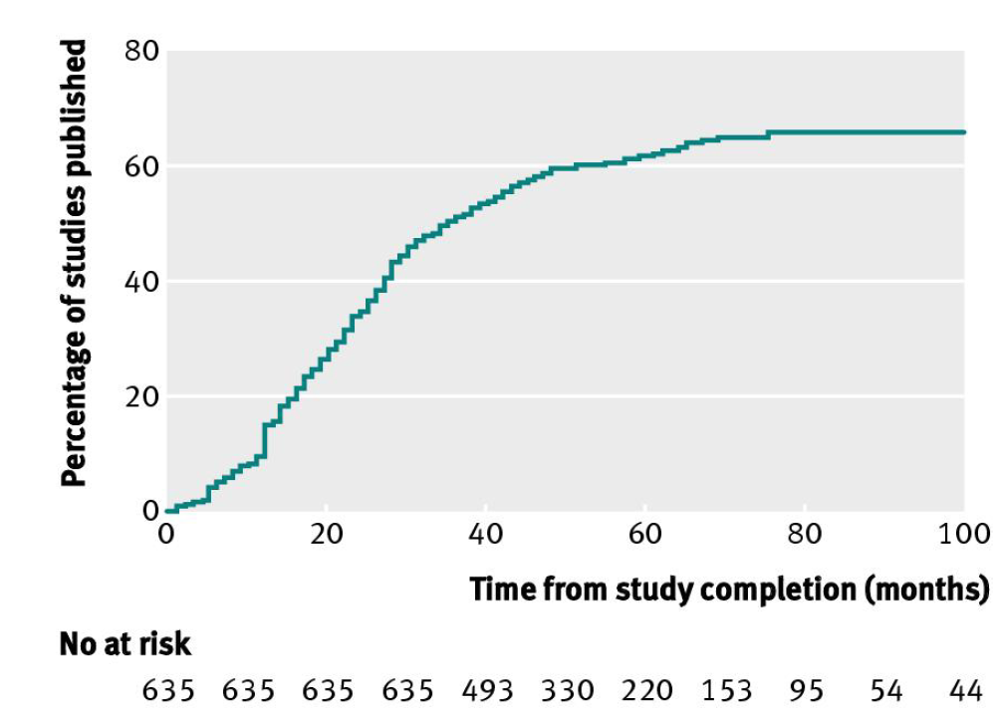 Percentage of studies published
80
60
40
20
0
0 20 40 60 80 100
Time from study completion (months)
No at risk
635 635 635 635 493 330 220 153 95 54 44